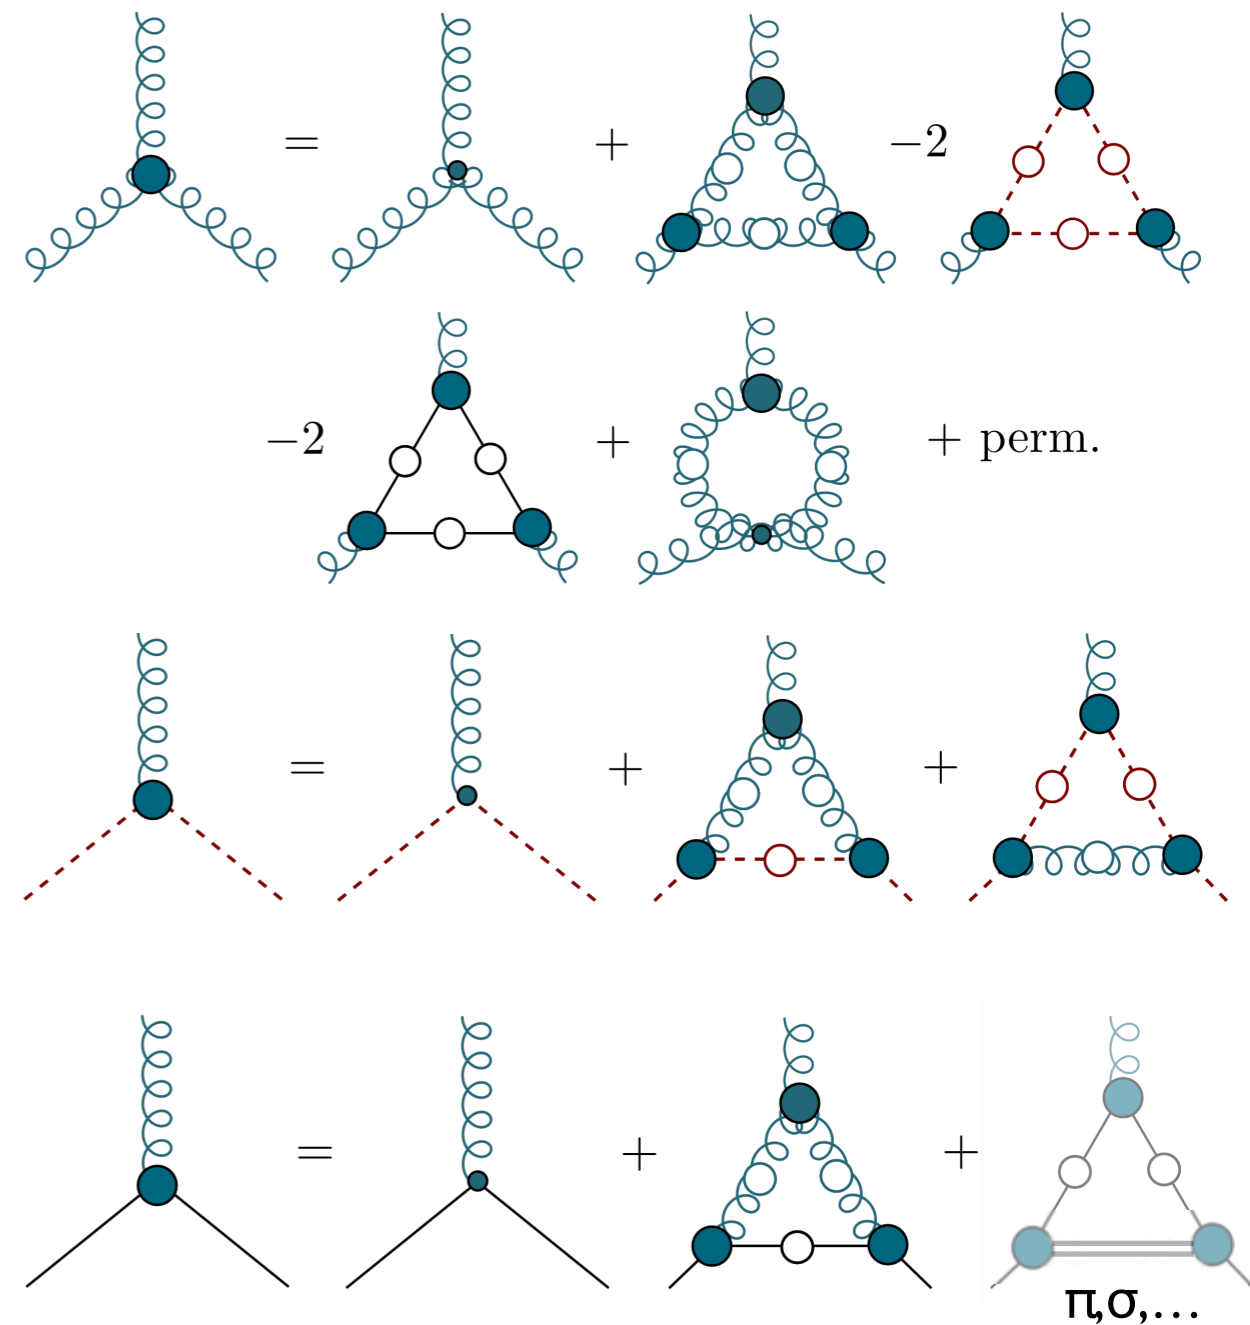 = + −2
−2 + + perm.
= + +
= + +
π,σ,…